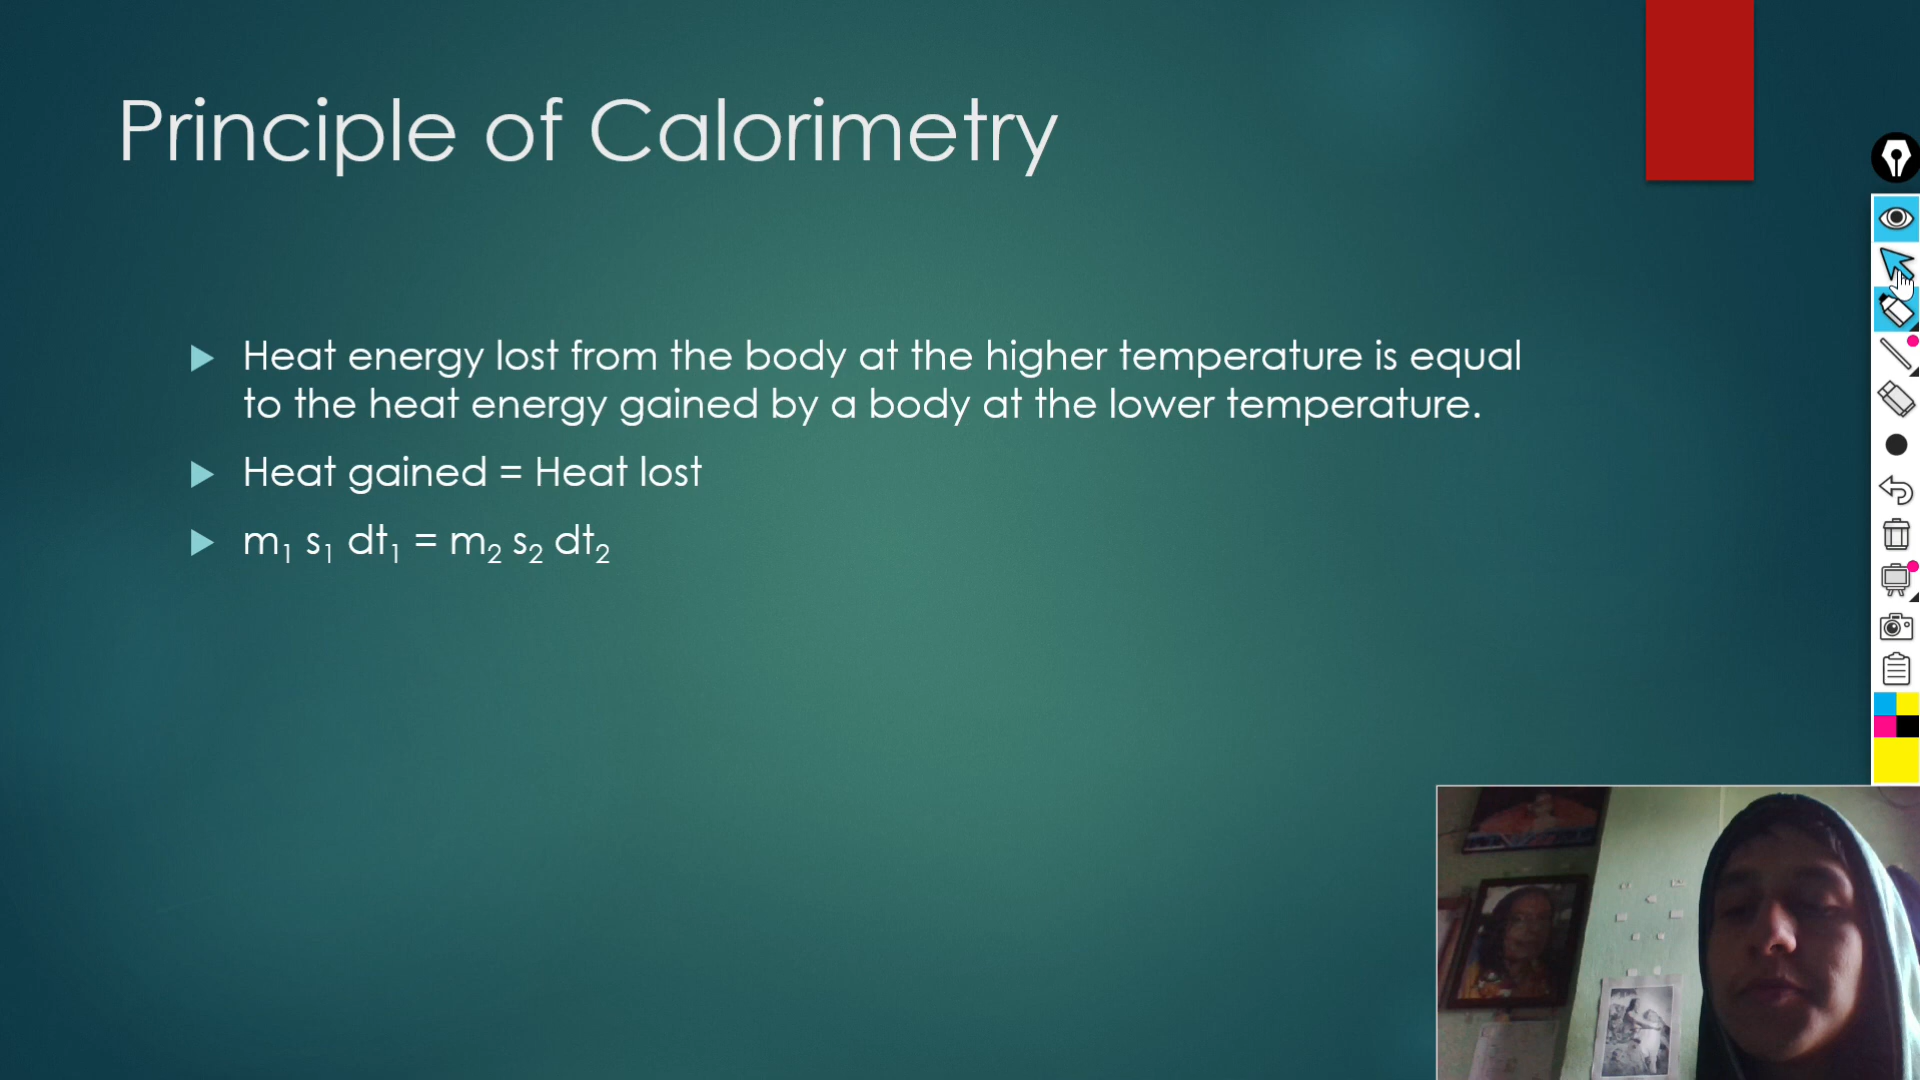 Principle of Calorimetry
Heat energy lost from the body at the higher temperature is equal
to the heat energy gained by a body at the lower temperature.
Heat gained = Heat lost
m₁ s₁ dt₁ = m₂ s₂ dt₂